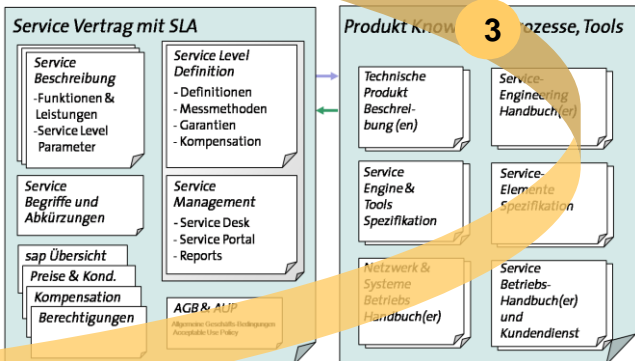 Service Vertrag mit SLA
Service
Beschreibung
-Funktionen &
Leistungen
-Service Level
Parameter
Service Level
Definition
- Definitionen
- Messmethoden
- Garantien
- Kompensation
Service
Begriffe und
Abkürzungen
Service
Management
- Service Desk
- Service Portal
- Reports
sap Übersicht
Preise & Kond.
Kompensation
Berechtigungen
AGB & AUP
Allgemeine Geschäfts-Bedingungen
Acceptable Use Policy
Produkt Know 3 ozesse, Tools
Technische
Produkt
Beschrei-
bung (en)
Service-
Engineering
Handbuch(er)
Service
Engine &
Tools
Spezifikation
Service-
Elemente
Spezifikation
Netzwerk &
Systeme
Betriebs
Handbuch(er)
Service
Betriebs-
Handbuch(er)
und
Kundendienst